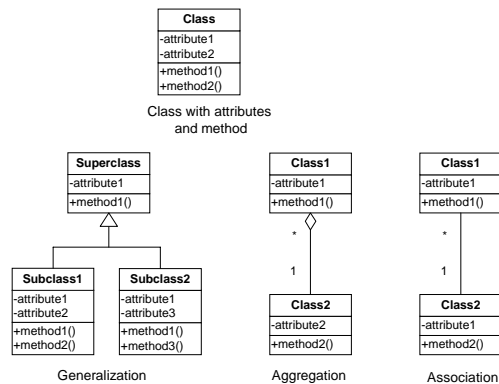 Class
-attribute1
-attribute2
+method1()
+method2()
Class with attributes
and method
Superclass
-attribute1
+method1()
Subclass1
-attribute1
-attribute2
+method1()
+method2()
Subclass2
-attribute1
-attribute3
+method1()
+method3()
Generalization
Class1
-attribute1
+method1()
*
1
Class2
-attribute2
+method2()
Aggregation
Class1
-attribute1
+method1()
*
1
Class2
-attribute1
+method2()
Association